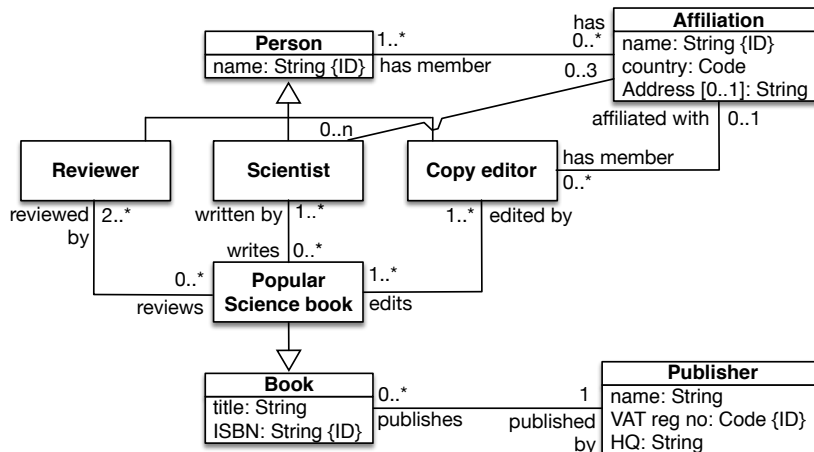 has
Affiliation
name: String {ID}
country: Code
Address [0..1]: String
Person
name: String {ID}
1..*
has member
0..*
0..3
0..n
affiliated with
0..1
Reviewer
Scientist
Copy editor
has member
0..*
reviewed
by
2..*
written by
1..*
1..*
edited by
writes
0..*
0..*
reviews
Popular
Science book
1..*
edits
Book
title: String
ISBN: String {ID}
0..*
publishes
1
published
by
Publisher
name: String
VAT reg no: Code {ID}
HQ: String